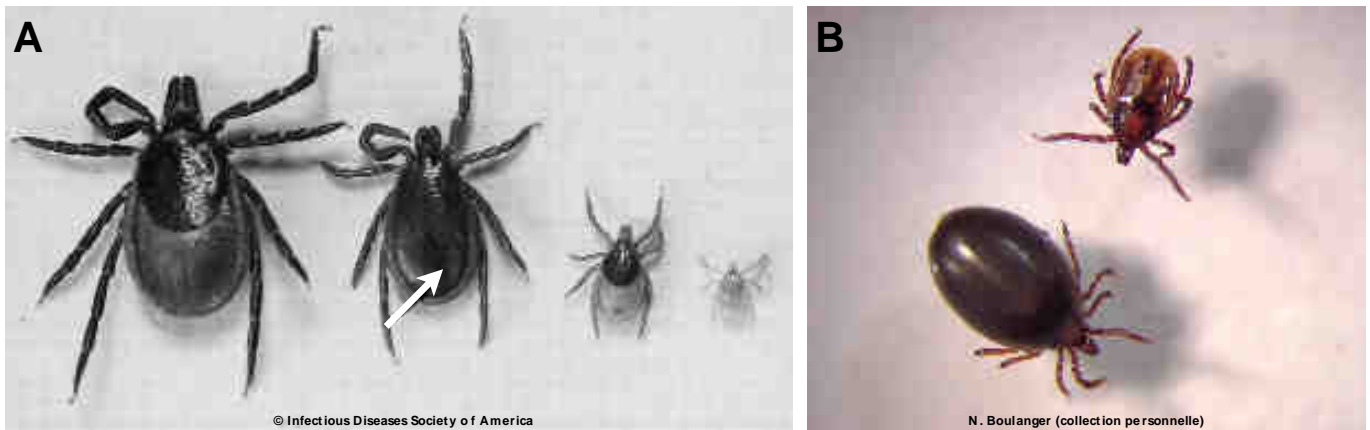 A
B
© Infectious Diseases Society of America
N. Boulanger (collection personnelle)